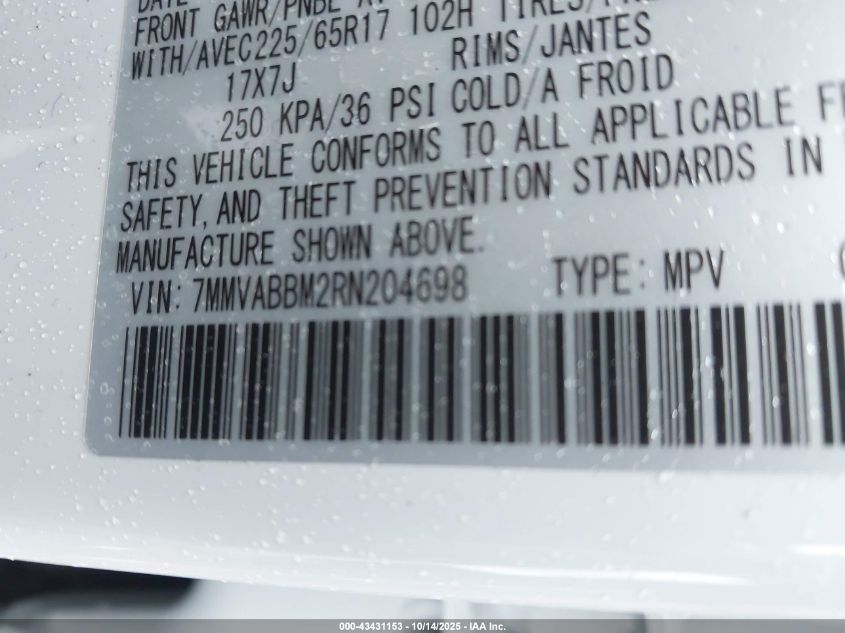 DATE
FRONT GAWR/PNBE AV
WITH/AVEC225/65R17 102H TIRES/
RIMS/JANTES
17X7J
250 KPA/36 PSI COLD/A FROID
THIS VEHICLE CONFORMS TO ALL APPLICABLE
SAFETY, AND THEFT PREVENTION STANDARDS IN
MANUFACTURE SHOWN ABOVE.
VIN: 7MMVABBM2RN204698 TYPE: MPV
000-43431153 - 10/14/2025 - IAA Inc.